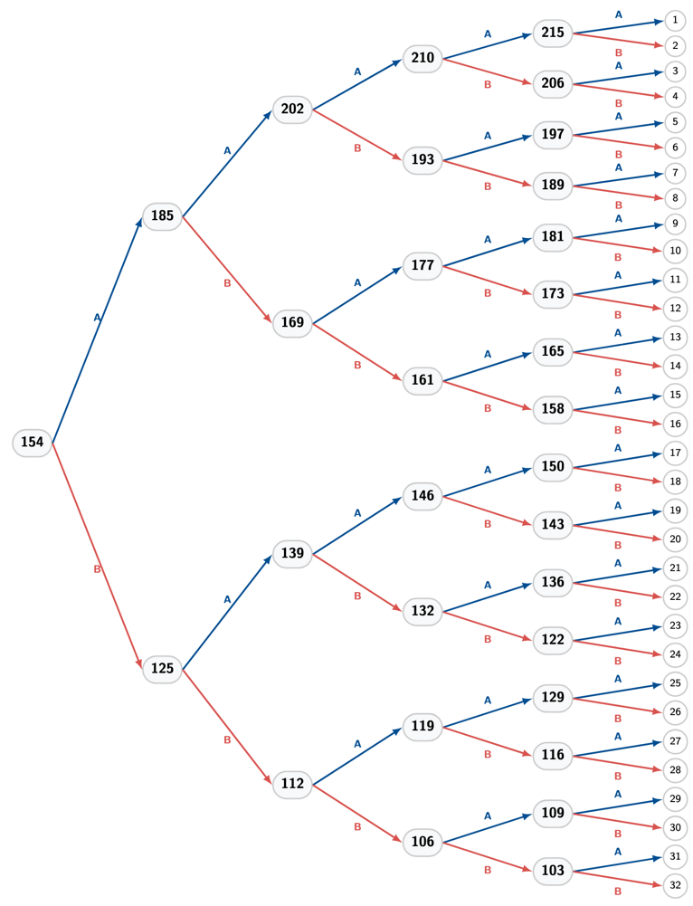 A 1
215
A B 2
210
A B A 3
206
B 4
202
A A 5
197
B A B 6
193
B A 7
189
B 8
185
A A 9
181
A B 10
177
B A B A 11
173
B 12
169
A A 13
165
B A B 14
161
B A 15
158
B 16
154
A 17
150
A B 18
146
A B A 19
143
B 20
139
B A A 21
136
B A B 22
132
B A 23
122
B 24
125
A 25
129
A B 26
119
B A B A 27
116
B 28
112
A 29
109
B A B 30
106
B A 31
103
B 32